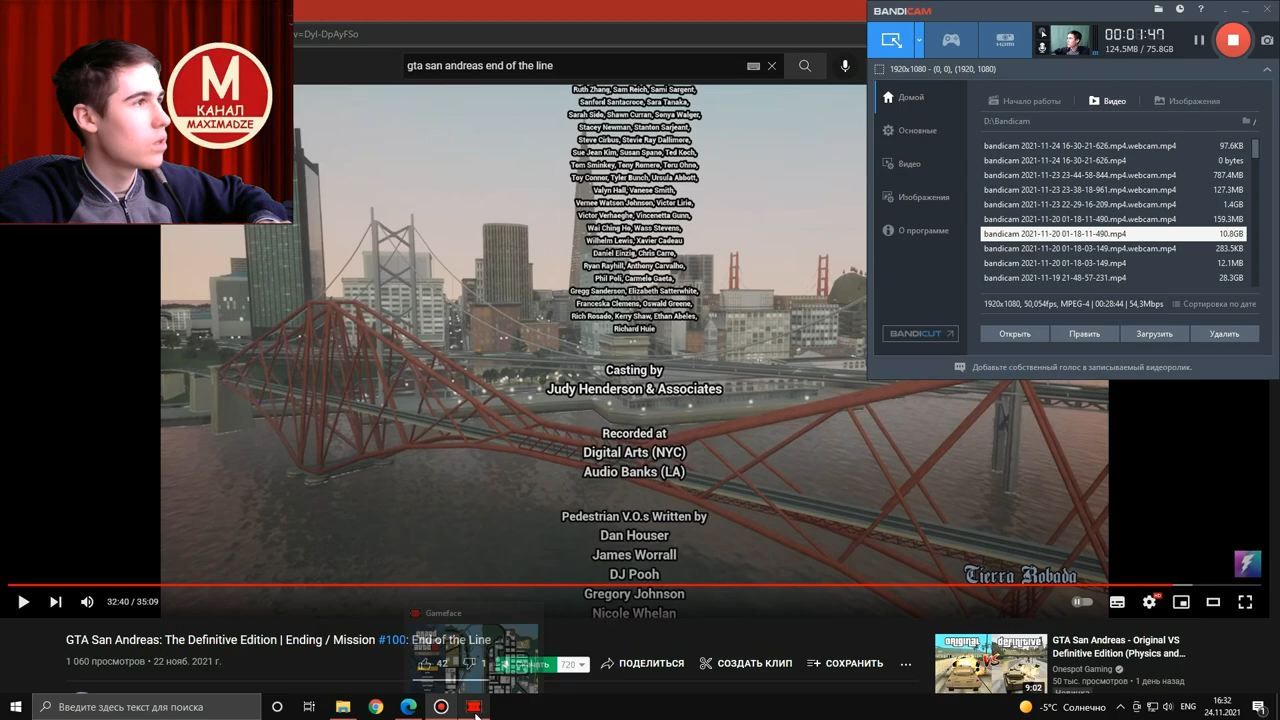 М
КАНАЛ
MAXIMADZE
v=Dyl-DpAyFSo
gta san andreas end of the line
BANDICAM
HDMI
00:01:47
124.5MB / 75.8GB
1920x1080 - (0, 0), (1920, 1080)
Домой
Основные
Видео
Изображения
О программе
BANDICUT
Начало работы
Видео
Изображения
D:\Bandicam
bandicam 2021-11-24 16-30-21-626.mp4.webcam.mp4 97.6KB
bandicam 2021-11-24 16-30-21-626.mp4 0 bytes
bandicam 2021-11-23 23-44-58-844.mp4 787.4MB
bandicam 2021-11-23 23-38-18-961.mp4 127.3MB
bandicam 2021-11-23 22-29-16-209.mp4 1.4GB
bandicam 2021-11-20 01-18-11-490.mp4.webcam.mp4 159.3MB
bandicam 2021-11-20 01-18-11-490.mp4 10.8GB
bandicam 2021-11-20 01-18-03-149.mp4.webcam.mp4 283.5KB
bandicam 2021-11-20 01-18-03-149.mp4 12.1MB
bandicam 2021-11-19 21-48-57-231.mp4 28.3GB
1920x1080, 50,054fps, MPEG-4 | 00:28:44 | 54,3Mbps
Сортировка по дате
Открыть
Править
Загрузить
Удалить
Добавьте собственный голос в записываемый видеоролик.
Ruth Zhang, Sam Reich, Sami Sargent,
Sanford Santacroce, Sara Tanaka,
Sarah Side, Shawn Curran, Sonya Walger,
Stacey Newman, Stanton Sarjeant,
Steve Cirbus, Stevie Ray Dallimore,
Sue Jean Kim, Susan Spano, Ted Koch,
Tom Sminkey, Tony Romero, Toru Ohno,
Toy Connor, Tyler Bunch, Ursula Abbott,
Valyn Hall, Vanese Smith,
Vernee Watson Johnson, Victor Lirio,
Victor Verhaeghe, Vincenetta Gunn,
Wai Ching Ho, Wass Stevens,
Wilhelm Lewis, Xavier Cadeau
Daniel Einzig, Chris Carro,
Ryan Rayhill, Anthony Carvalho,
Phil Poli, Carmelo Gaeta,
Gregg Sanderson, Elizabeth Satterwhite,
Franceska Clemens, Oswald Greene,
Rich Rosado, Kerry Shaw, Ethan Abeles,
Richard Huie
Casting by
Judy Henderson & Associates
Recorded at
Digital Arts (NYC)
Audio Banks (LA)
Pedestrian V.O.s Written by
Dan Houser
James Worrall
DJ Pooh
Gregory Johnson
Nicole Whelan
Tierra Robada
32:40 / 35:09
HD
Gameface
GTA San Andreas: The Definitive Edition | Ending / Mission #100: End of the Line
1 060 просмотров • 22 нояб. 2021 г.
42
1
720
ПОДЕЛИТЬСЯ
СОЗДАТЬ КЛИП
СОХРАНИТЬ
ORIGINAL
DEFINITIVE
VS
9:02
GTA San Andreas - Original VS
Definitive Edition (Physics and...
Onespot Gaming
50 тыс. просмотров • 1 день назад
Новинка
Введите здесь текст для поиска
-5°C Солнечно
ENG
16:32
24.11.2021
1